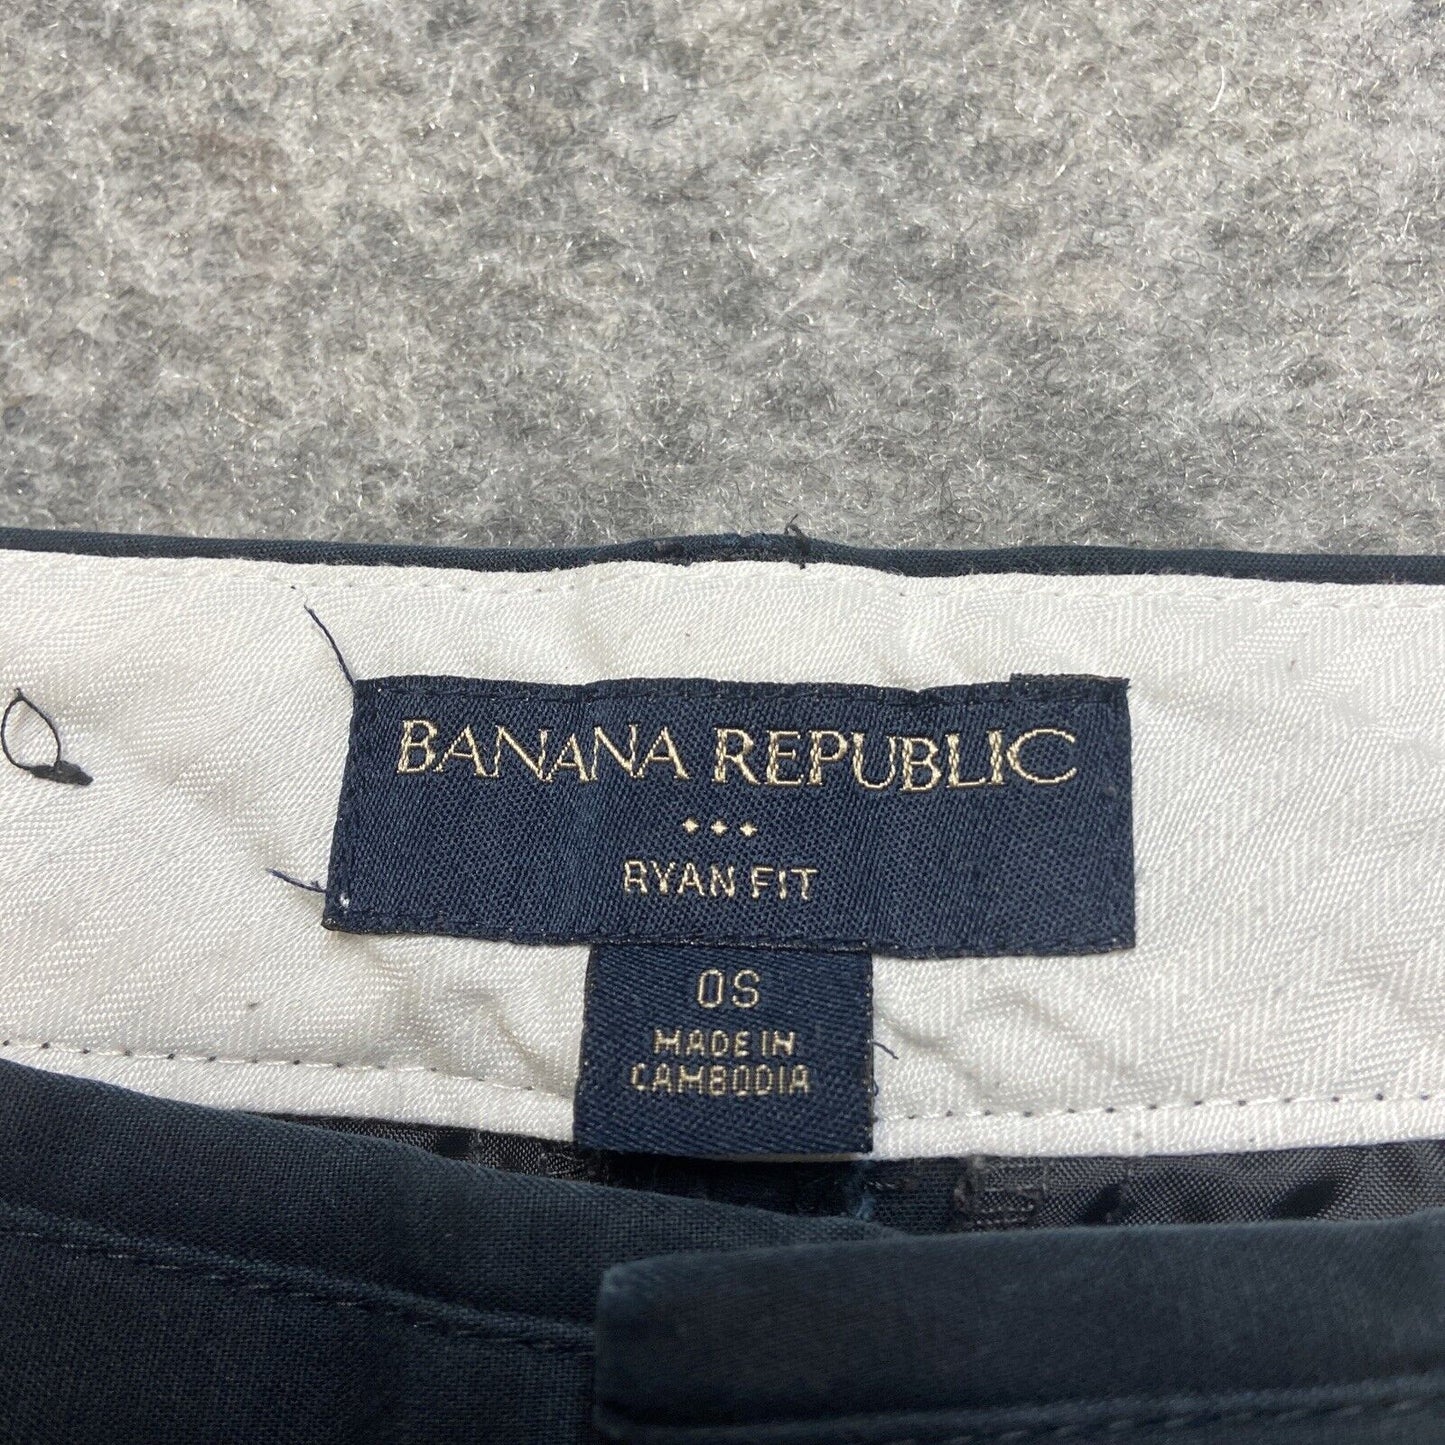 BANANA REPUBLIC
RYAN FIT
0S
MADE IN
CAMBODIA